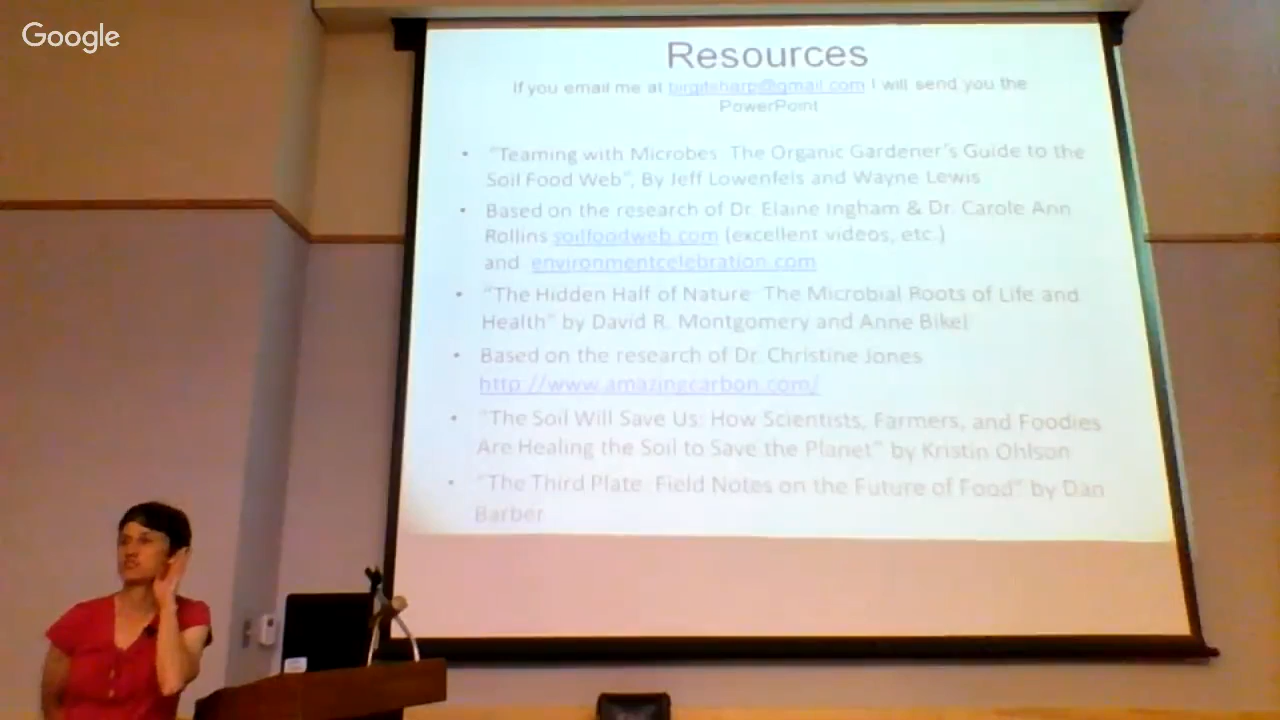 Google
Resources
If you email me at birgitsharp@gmail.com I will send you the
PowerPoint
• "Teaming with Microbes: The Organic Gardener's Guide to the
Soil Food Web", By Jeff Lowenfels and Wayne Lewis
• Based on the research of Dr. Elaine Ingham & Dr. Carole Ann
Rollins soilfoodweb.com (excellent videos, etc.)
and environmentcelebration.com
• "The Hidden Half of Nature: The Microbial Roots of Life and
Health" by David R. Montgomery and Anne Bikel
• Based on the research of Dr. Christine Jones
http://www.amazingcarbon.com/
• "The Soil Will Save Us: How Scientists, Farmers, and Foodies
Are Healing the Soil to Save the Planet" by Kristin Ohlson
• "The Third Plate: Field Notes on the Future of Food" by Dan
Barber